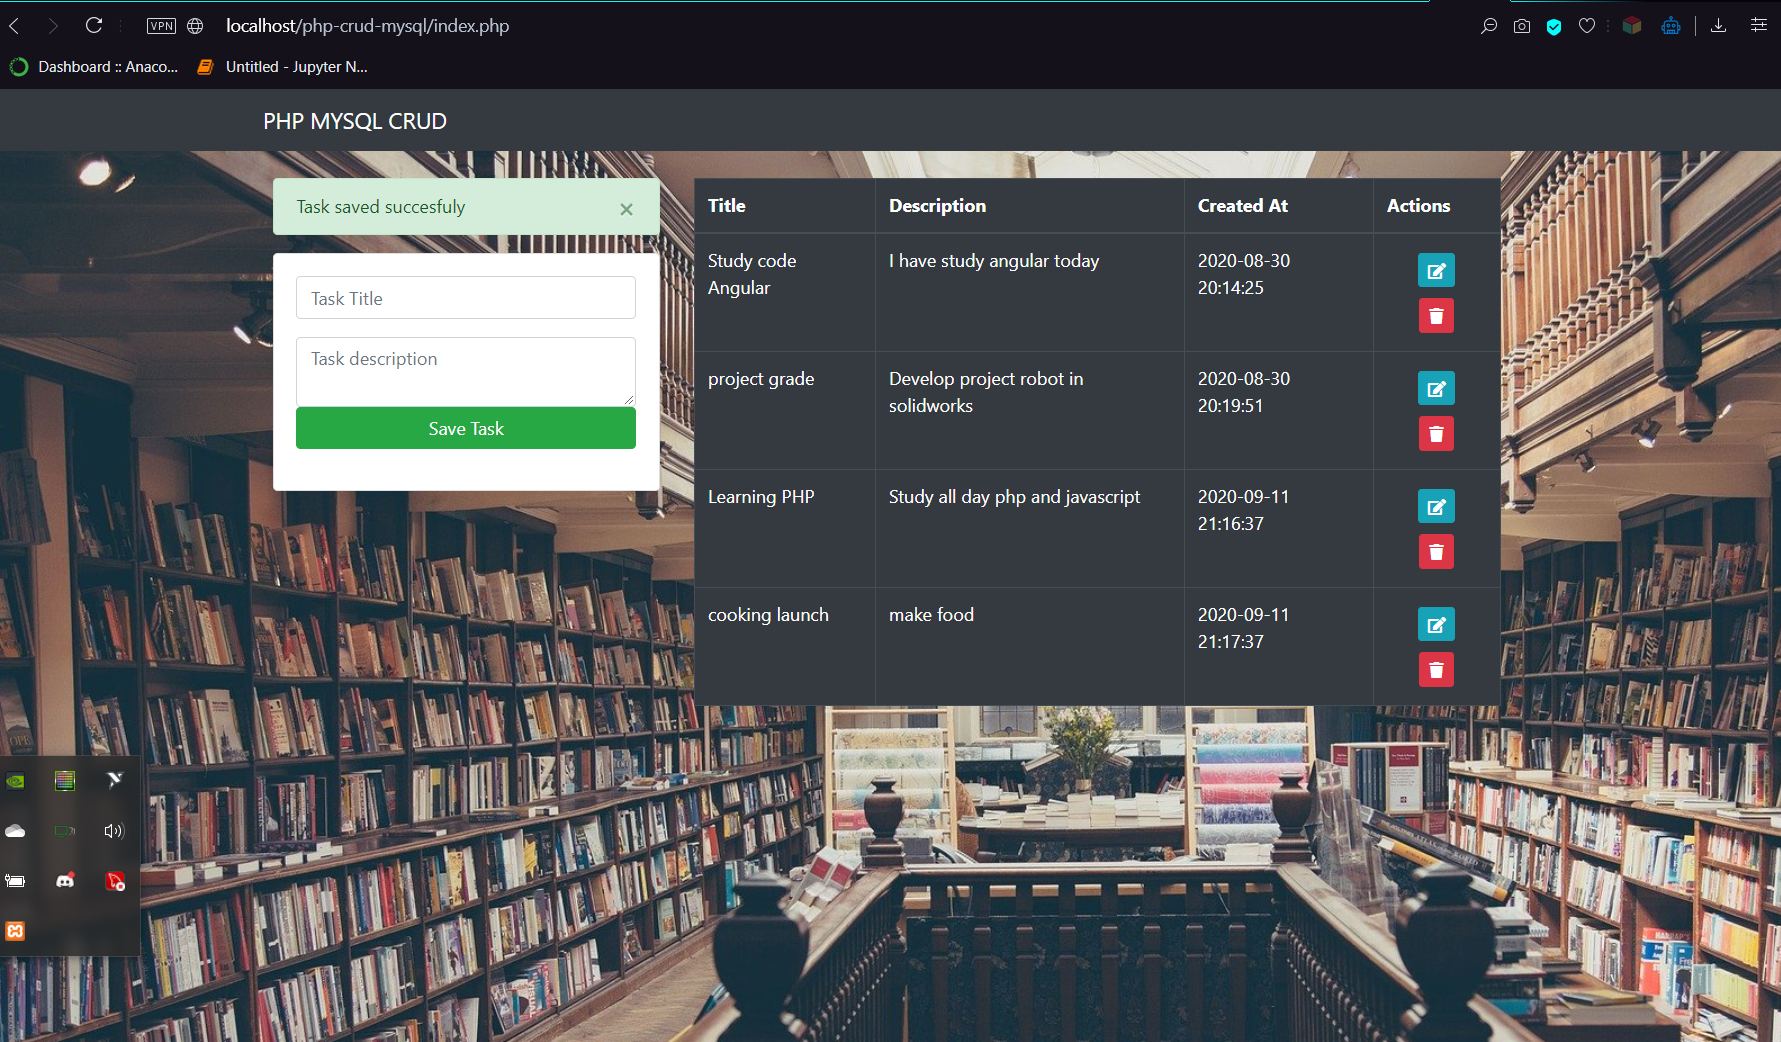 VPN
localhost/php-crud-mysql/index.php
Dashboard :: Anaco...
Untitled - Jupyter N...
PHP MYSQL CRUD
Task saved succesfuly
×
Task Title
Task description
Save Task
Title Description Created At Actions
Study code I have study angular today 2020-08-30
Angular 20:14:25
project grade Develop project robot in 2020-08-30
solidworks 20:19:51
Learning PHP Study all day php and javascript 2020-09-11
21:16:37
cooking launch make food 2020-09-11
21:17:37